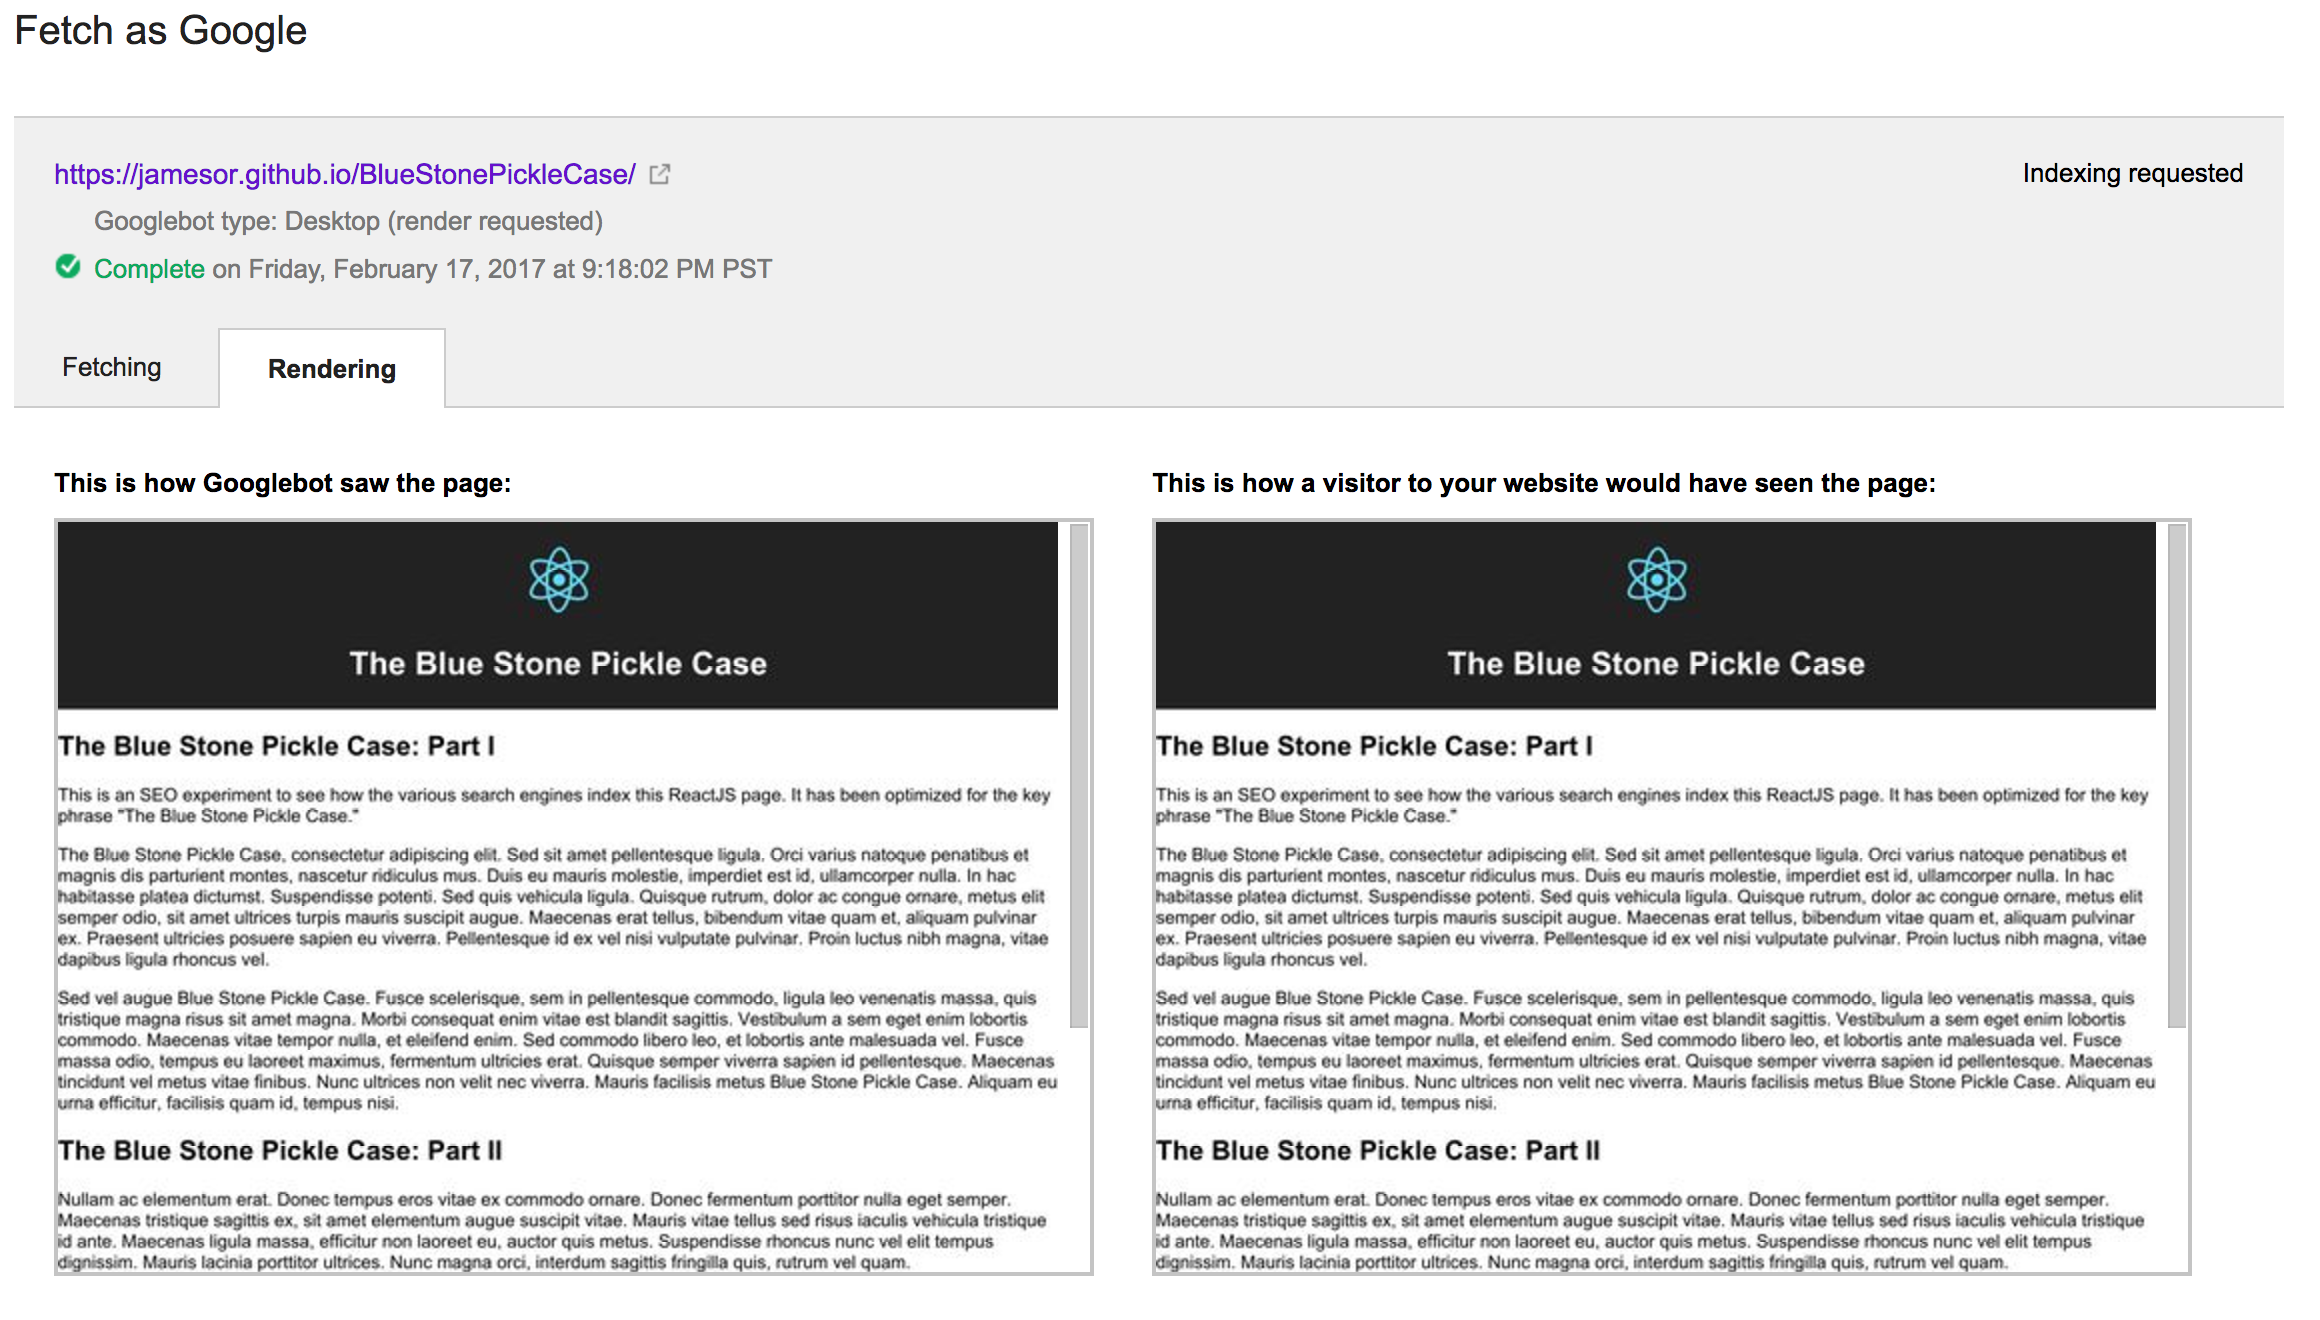 Fetch as Google
https://jamesor.github.io/BlueStonePickleCase/
Indexing requested
Googlebot type: Desktop (render requested)
Complete on Friday, February 17, 2017 at 9:18:02 PM PST
Fetching
Rendering
This is how Googlebot saw the page:
The Blue Stone Pickle Case
The Blue Stone Pickle Case: Part I
This is an SEO experiment to see how the various search engines index this ReactJS page. It has been optimized for the key
phrase "The Blue Stone Pickle Case."
The Blue Stone Pickle Case, consectetur adipiscing elit. Sed sit amet pellentesque ligula. Orci varius natoque penatibus et
magnis dis parturient montes, nascetur ridiculus mus. Duis eu mauris molestie, imperdiet est id, ullamcorper nulla. In hac
habitasse platea dictumst. Suspendisse potenti. Sed quis vehicula ligula. Quisque rutrum, dolor ac congue ornare, metus elit
semper odio, sit amet ultrices turpis mauris suscipit augue. Maecenas erat tellus, bibendum vitae quam et, aliquam pulvinar
ex. Praesent ultricies posuere sapien eu viverra. Pellentesque id ex vel nisi vulputate pulvinar. Proin luctus nibh magna, vitae
dapibus ligula rhoncus vel.
Sed vel augue Blue Stone Pickle Case. Fusce scelerisque, sem in pellentesque commodo, ligula leo venenatis massa, quis
tristique magna risus sit amet magna. Morbi consequat enim vitae est blandit sagittis. Vestibulum a sem eget enim lobortis
commodo. Maecenas vitae tempor nulla, et eleifend enim. Sed commodo libero leo, et lobortis ante malesuada vel. Fusce
massa odio, tempus eu laoreet maximus, fermentum ultricies erat. Quisque semper viverra sapien id pellentesque. Maecenas
tincidunt vel metus vitae finibus. Nunc ultrices non velit nec viverra. Mauris facilisis metus Blue Stone Pickle Case. Aliquam eu
urna efficitur, facilisis quam id, tempus nisi.
The Blue Stone Pickle Case: Part II
Nullam ac elementum erat. Donec tempus eros vitae ex commodo ornare. Donec fermentum porttitor nulla eget semper.
Maecenas tristique sagittis ex, sit amet elementum augue suscipit vitae. Mauris vitae tellus sed risus iaculis vehicula tristique
id ante. Maecenas ligula massa, efficitur non laoreet eu, auctor quis metus. Suspendisse rhoncus nunc vel elit tempus
dignissim. Mauris lacinia porttitor ultrices. Nunc magna orci, interdum sagittis fringilla quis, rutrum vel quam.
This is how a visitor to your website would have seen the page:
The Blue Stone Pickle Case
The Blue Stone Pickle Case: Part I
This is an SEO experiment to see how the various search engines index this ReactJS page. It has been optimized for the key
phrase "The Blue Stone Pickle Case."
The Blue Stone Pickle Case, consectetur adipiscing elit. Sed sit amet pellentesque ligula. Orci varius natoque penatibus et
magnis dis parturient montes, nascetur ridiculus mus. Duis eu mauris molestie, imperdiet est id, ullamcorper nulla. In hac
habitasse platea dictumst. Suspendisse potenti. Sed quis vehicula ligula. Quisque rutrum, dolor ac congue ornare, metus elit
semper odio, sit amet ultrices turpis mauris suscipit augue. Maecenas erat tellus, bibendum vitae quam et, aliquam pulvinar
ex. Praesent ultricies posuere sapien eu viverra. Pellentesque id ex vel nisi vulputate pulvinar. Proin luctus nibh magna, vitae
dapibus ligula rhoncus vel.
Sed vel augue Blue Stone Pickle Case. Fusce scelerisque, sem in pellentesque commodo, ligula leo venenatis massa, quis
tristique magna risus sit amet magna. Morbi consequat enim vitae est blandit sagittis. Vestibulum a sem eget enim lobortis
commodo. Maecenas vitae tempor nulla, et eleifend enim. Sed commodo libero leo, et lobortis ante malesuada vel. Fusce
massa odio, tempus eu laoreet maximus, fermentum ultricies erat. Quisque semper viverra sapien id pellentesque. Maecenas
tincidunt vel metus vitae finibus. Nunc ultrices non velit nec viverra. Mauris facilisis metus Blue Stone Pickle Case. Aliquam eu
urna efficitur, facilisis quam id, tempus nisi.
The Blue Stone Pickle Case: Part II
Nullam ac elementum erat. Donec tempus eros vitae ex commodo ornare. Donec fermentum porttitor nulla eget semper.
Maecenas tristique sagittis ex, sit amet elementum augue suscipit vitae. Mauris vitae tellus sed risus iaculis vehicula tristique
id ante. Maecenas ligula massa, efficitur non laoreet eu, auctor quis metus. Suspendisse rhoncus nunc vel elit tempus
dignissim. Mauris lacinia porttitor ultrices. Nunc magna orci, interdum sagittis fringilla quis, rutrum vel quam.